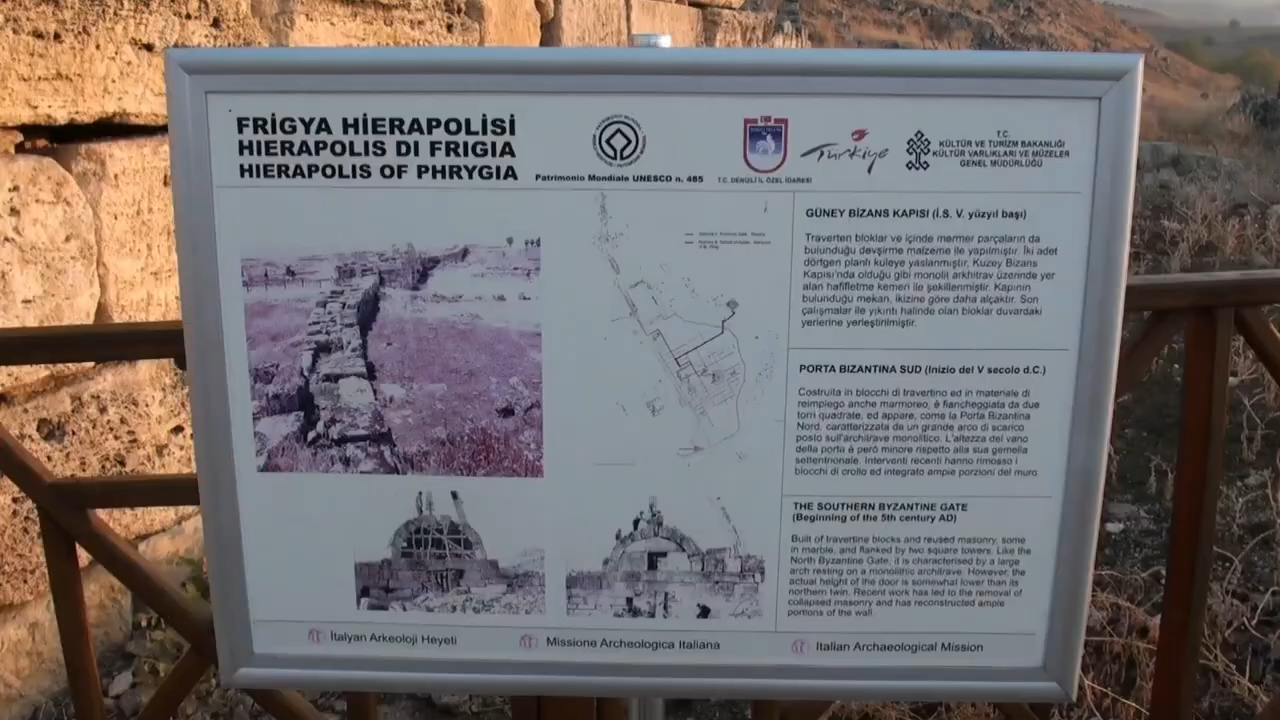 FRİGYA HİERAPOLİSİ
HIERAPOLIS DI FRIGIA
HIERAPOLIS OF PHRYGIA
Patrimonio Mondiale UNESCO n. 485
T.C. DENİZLİ İL ÖZEL İDARESİ
Türkiye
T.C.
KÜLTÜR VE TURİZM BAKANLIĞI
KÜLTÜR VARLIKLARI VE MÜZELER
GENEL MÜDÜRLÜĞÜ
GÜNEY BİZANS KAPISI (İ.S. V. yüzyıl başı)
Traverten bloklar ve içinde mermer parçaların da
bulunduğu devşirme malzeme ile yapılmıştır. İki adet
dörtgen planlı kuleye yaslanmıştır. Kuzey Bizans
Kapısı'nda olduğu gibi monolit arkhitrav üzerinde yer
alan hafifletme kemeri ile şekillenmiştir. Kapının
bulunduğu mekan, ikizine göre daha alçaktır. Son
çalışmalar ile yıkıntı halinde olan bloklar duvardaki
yerlerine yerleştirilmiştir.
PORTA BIZANTINA SUD (Inizio del V secolo d.C.)
Costruita in blocchi di travertino ed in materiale di
reimpiego anche marmoreo, è fiancheggiata da due
torri quadrate, ed appare, come la Porta Bizantina
Nord, caratterizzata da un grande arco di scarico
posto sull'architrave monolitico. L'altezza del vano
della porta è però minore rispetto alla sua gemella
settentrionale. Interventi recenti hanno rimosso i
blocchi di crollo ed integrato ampie porzioni del muro.
THE SOUTHERN BYZANTINE GATE
(Beginning of the 5th century AD)
Built of travertine blocks and reused masonry, some
in marble, and flanked by two square towers. Like the
North Byzantine Gate, it is characterised by a large
arch resting on a monolithic architrave. However, the
actual height of the door is somewhat lower than its
northern twin. Recent work has led to the removal of
collapsed masonry and has reconstructed ample
portions of the wall.
İtalyan Arkeoloji Heyeti
Missione Archeologica Italiana
Italian Archaeological Mission